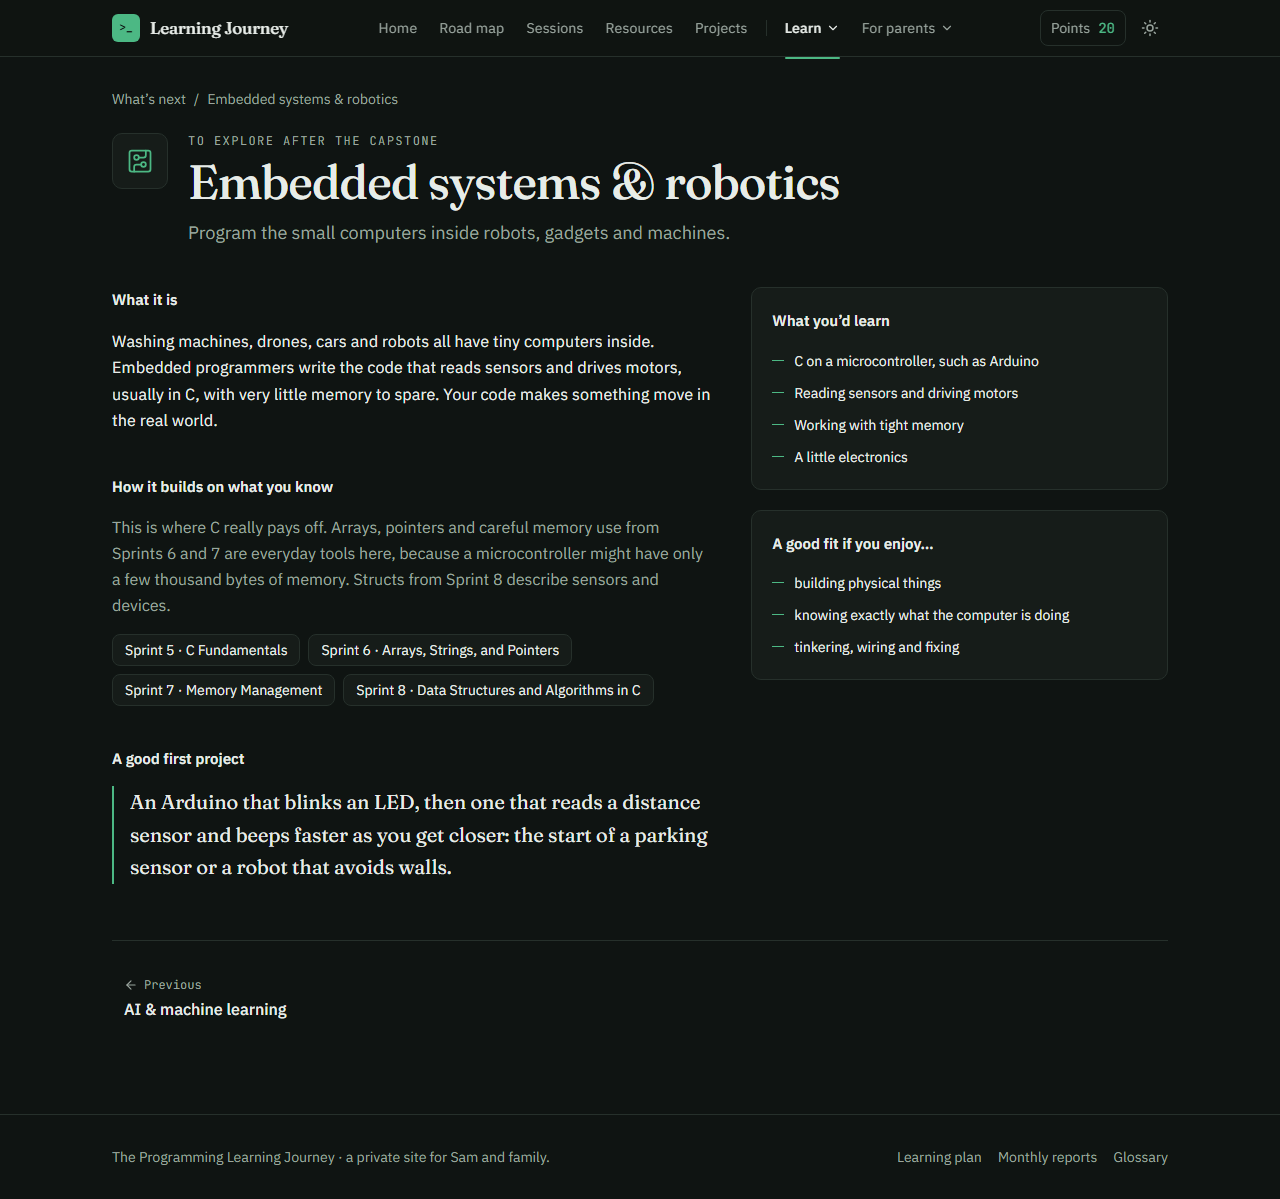 >_ Learning Journey
Home Road map Sessions Resources Projects Learn For parents
Points 20
What’s next / Embedded systems & robotics
TO EXPLORE AFTER THE CAPSTONE
Embedded systems & robotics
Program the small computers inside robots, gadgets and machines.
What it is
Washing machines, drones, cars and robots all have tiny computers inside.
Embedded programmers write the code that reads sensors and drives motors,
usually in C, with very little memory to spare. Your code makes something move in
the real world.
How it builds on what you know
This is where C really pays off. Arrays, pointers and careful memory use from
Sprints 6 and 7 are everyday tools here, because a microcontroller might have only
a few thousand bytes of memory. Structs from Sprint 8 describe sensors and
devices.
Sprint 5 · C Fundamentals
Sprint 6 · Arrays, Strings, and Pointers
Sprint 7 · Memory Management
Sprint 8 · Data Structures and Algorithms in C
A good first project
An Arduino that blinks an LED, then one that reads a distance
sensor and beeps faster as you get closer: the start of a parking
sensor or a robot that avoids walls.
What you’d learn
C on a microcontroller, such as Arduino
Reading sensors and driving motors
Working with tight memory
A little electronics
A good fit if you enjoy…
building physical things
knowing exactly what the computer is doing
tinkering, wiring and fixing
← Previous
AI & machine learning
The Programming Learning Journey · a private site for Sam and family.
Learning plan Monthly reports Glossary